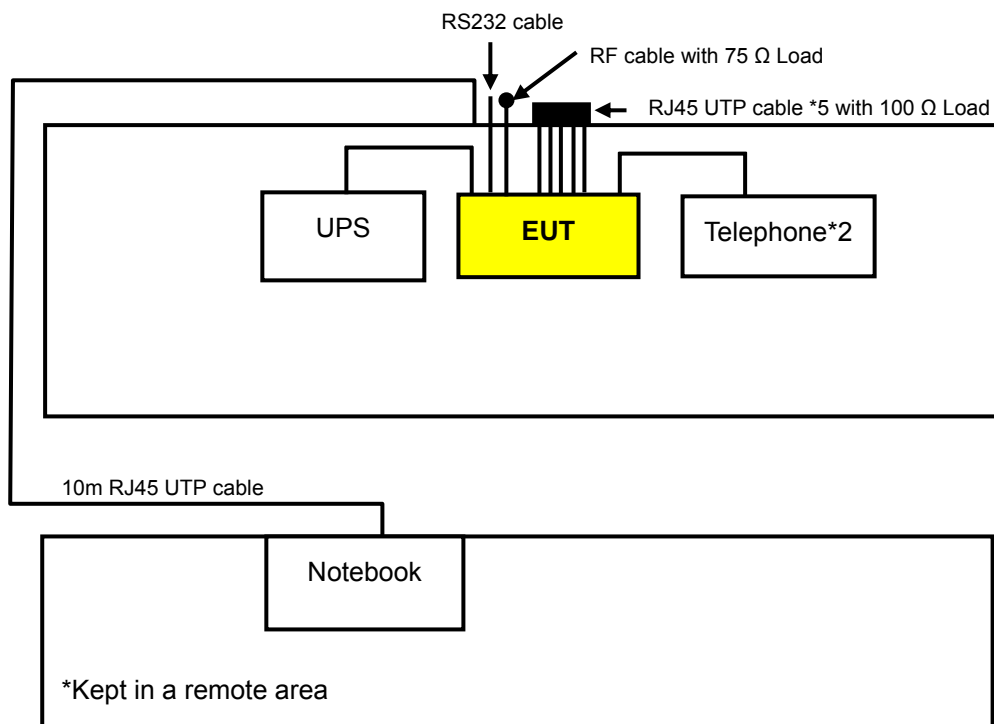 RS232 cable
RF cable with 75 Ω Load
RJ45 UTP cable *5 with 100 Ω Load
UPS
EUT
Telephone*2
10m RJ45 UTP cable
Notebook
*Kept in a remote area